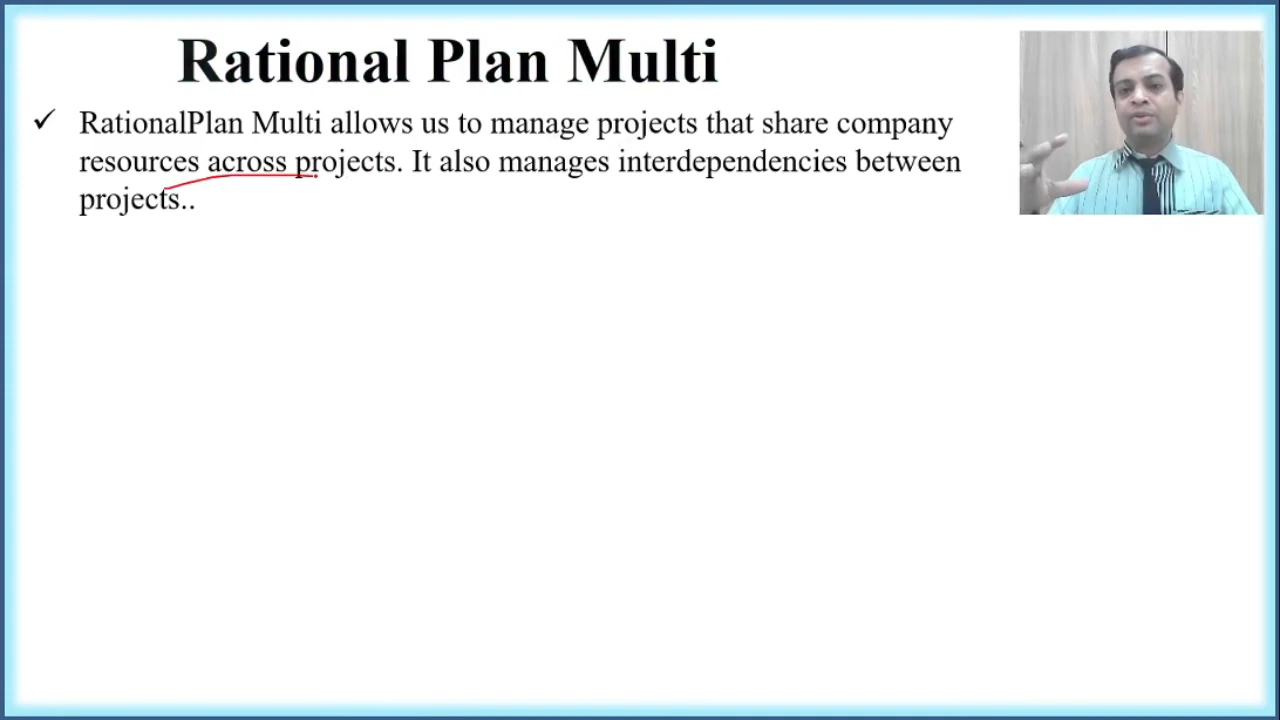 Rational Plan Multi
✓ RationalPlan Multi allows us to manage projects that share company
resources across projects. It also manages interdependencies between
projects..